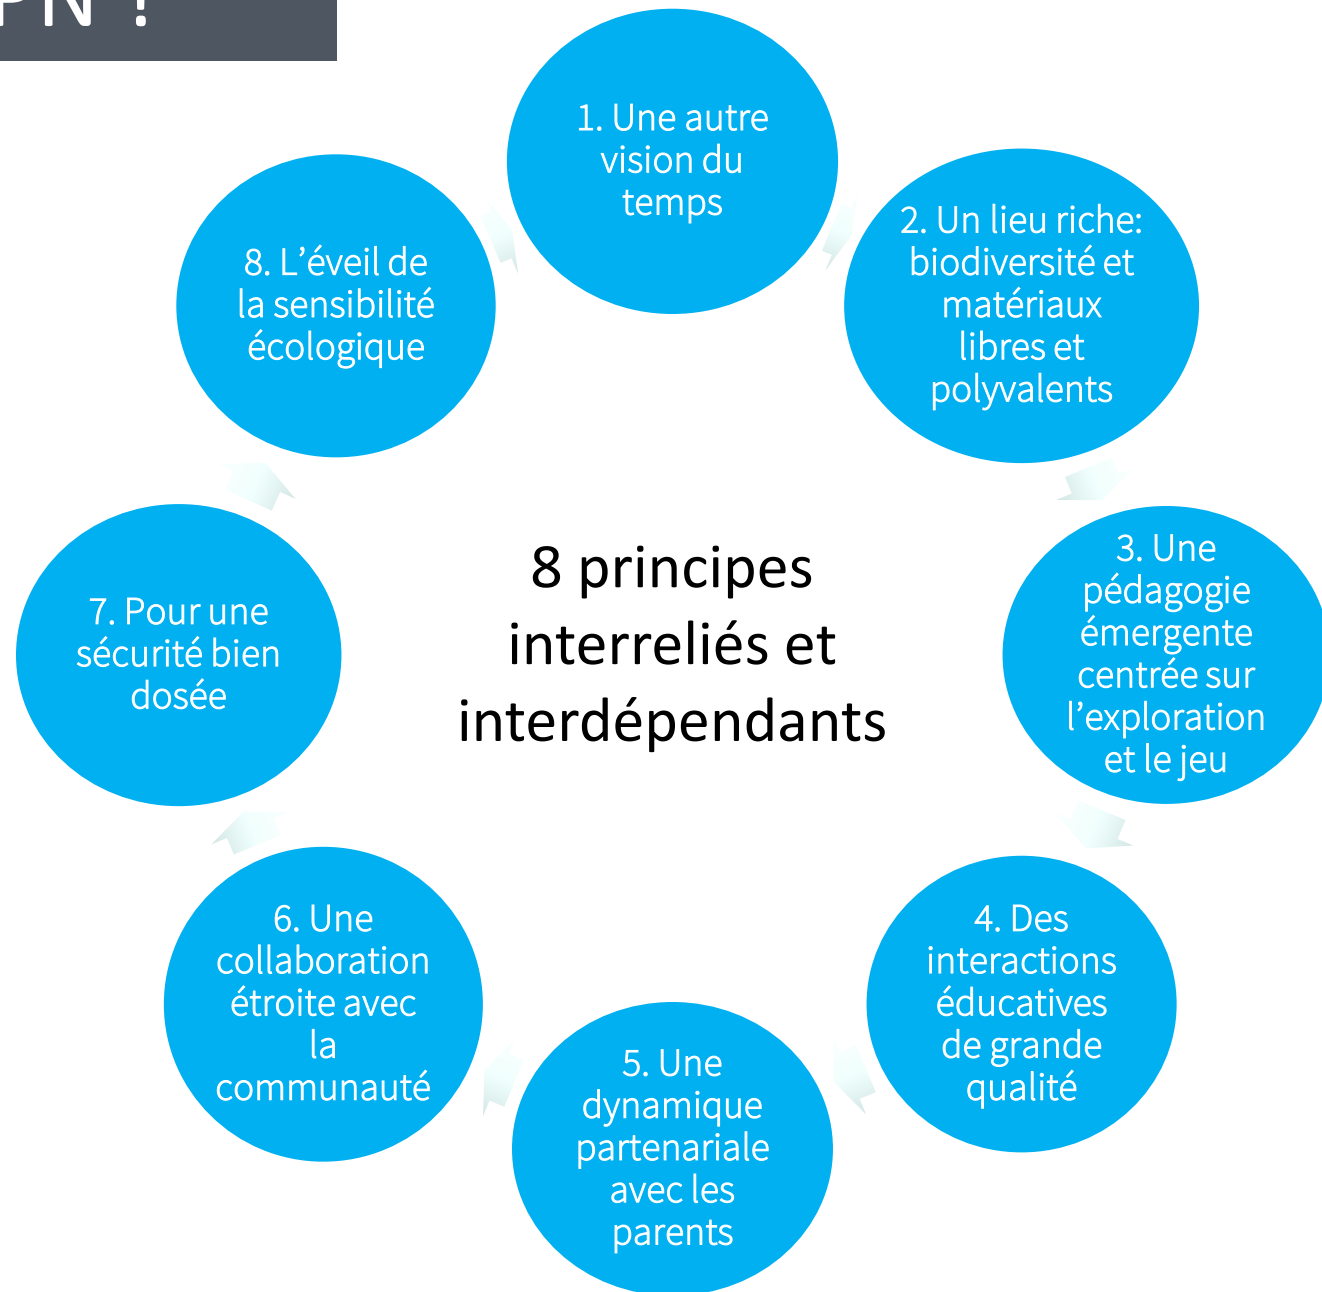 PN ?
1. Une autre
vision du
temps
2. Un lieu riche:
biodiversité et
matériaux
libres et
polyvalents
3. Une
pédagogie
émergente
centrée sur
l’exploration
et le jeu
4. Des
interactions
éducatives
de grande
qualité
5. Une
dynamique
partenariale
avec les
parents
6. Une
collaboration
étroite avec
la
communauté
7. Pour une
sécurité bien
dosée
8. L’éveil de
la sensibilité
écologique
8 principes
interreliés et
interdépendants